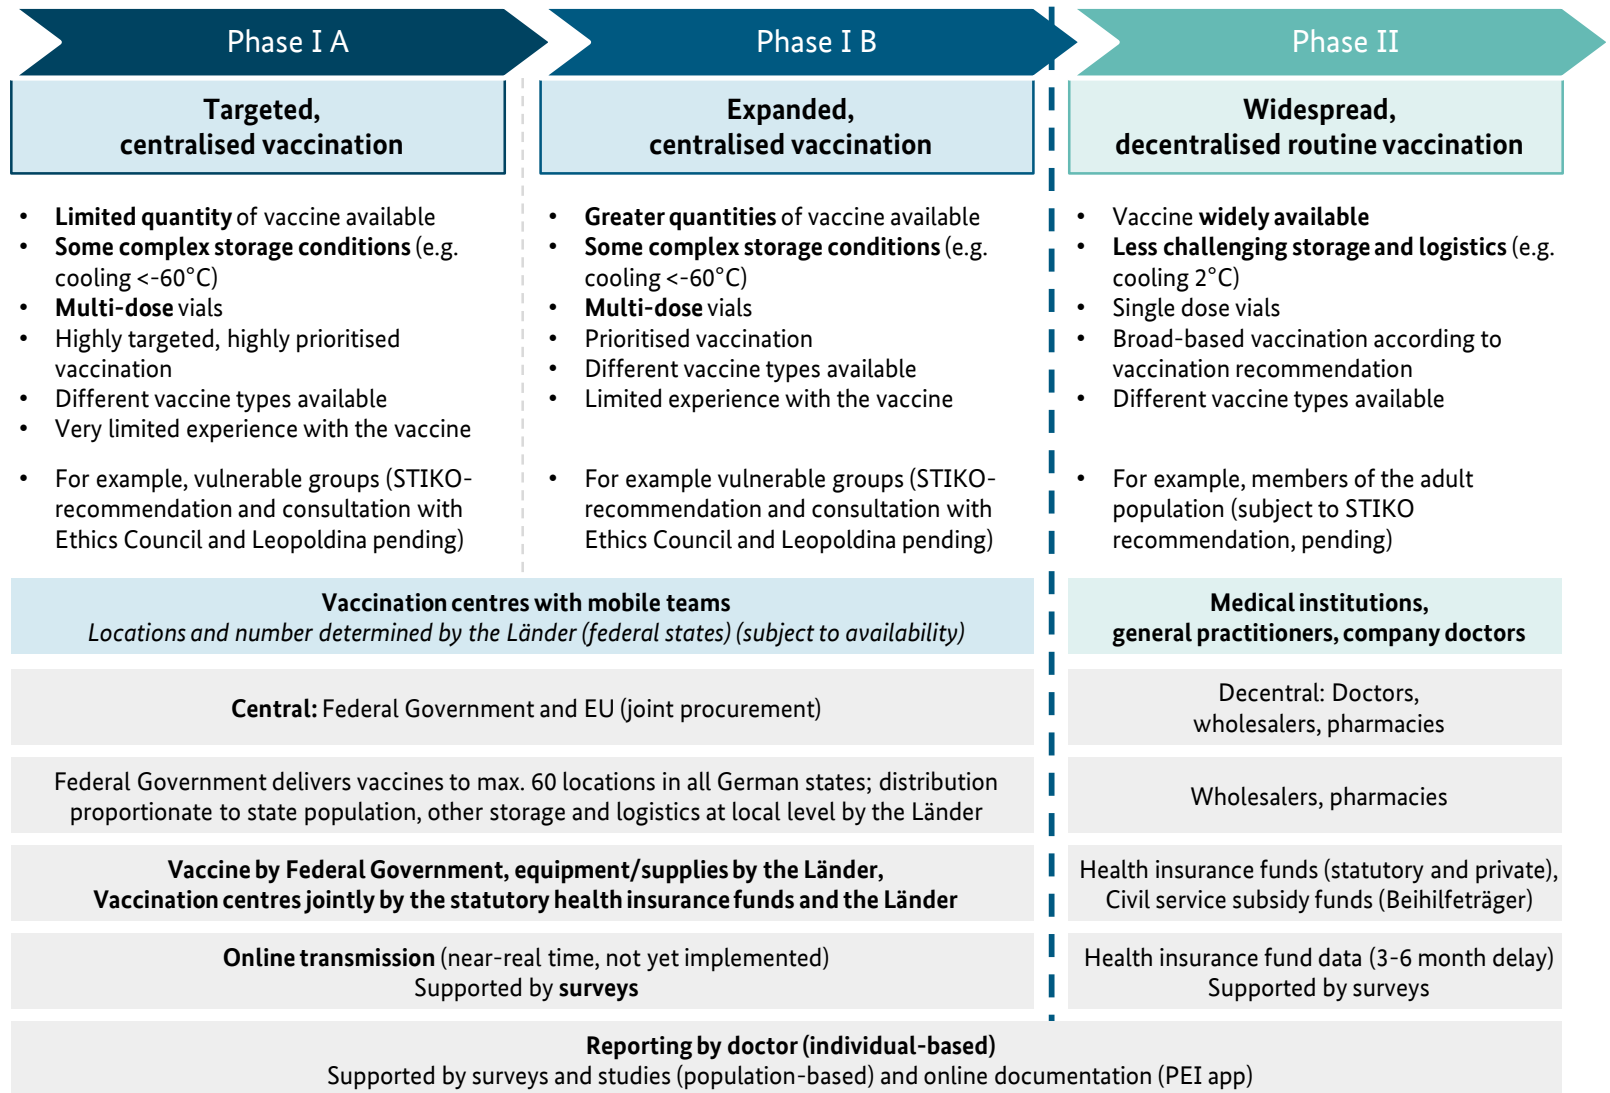 Phase I A
Phase I B
Phase II
Targeted,
centralised vaccination
Expanded,
centralised vaccination
Widespread,
decentralised routine vaccination
• Limited quantity of vaccine available
• Some complex storage conditions (e.g.
cooling <-60°C)
• Multi-dose vials
• Highly targeted, highly prioritised
vaccination
• Different vaccine types available
• Very limited experience with the vaccine
• For example, vulnerable groups (STIKO-
recommendation and consultation with
Ethics Council and Leopoldina pending)
• Greater quantities of vaccine available
• Some complex storage conditions (e.g.
cooling <-60°C)
• Multi-dose vials
• Prioritised vaccination
• Different vaccine types available
• Limited experience with the vaccine
• For example vulnerable groups (STIKO-
recommendation and consultation with
Ethics Council and Leopoldina pending)
• Vaccine widely available
• Less challenging storage and logistics (e.g.
cooling 2°C)
• Single dose vials
• Broad-based vaccination according to
vaccination recommendation
• Different vaccine types available
• For example, members of the adult
population (subject to STIKO
recommendation, pending)
Vaccination centres with mobile teams
Locations and number determined by the Länder (federal states) (subject to availability)
Medical institutions,
general practitioners, company doctors
Central: Federal Government and EU (joint procurement)
Decentral: Doctors,
wholesalers, pharmacies
Federal Government delivers vaccines to max. 60 locations in all German states; distribution
proportionate to state population, other storage and logistics at local level by the Länder
Wholesalers, pharmacies
Vaccine by Federal Government, equipment/supplies by the Länder,
Vaccination centres jointly by the statutory health insurance funds and the Länder
Health insurance funds (statutory and private),
Civil service subsidy funds (Beihilfeträger)
Online transmission (near-real time, not yet implemented)
Supported by surveys
Health insurance fund data (3-6 month delay)
Supported by surveys
Reporting by doctor (individual-based)
Supported by surveys and studies (population-based) and online documentation (PEI app)